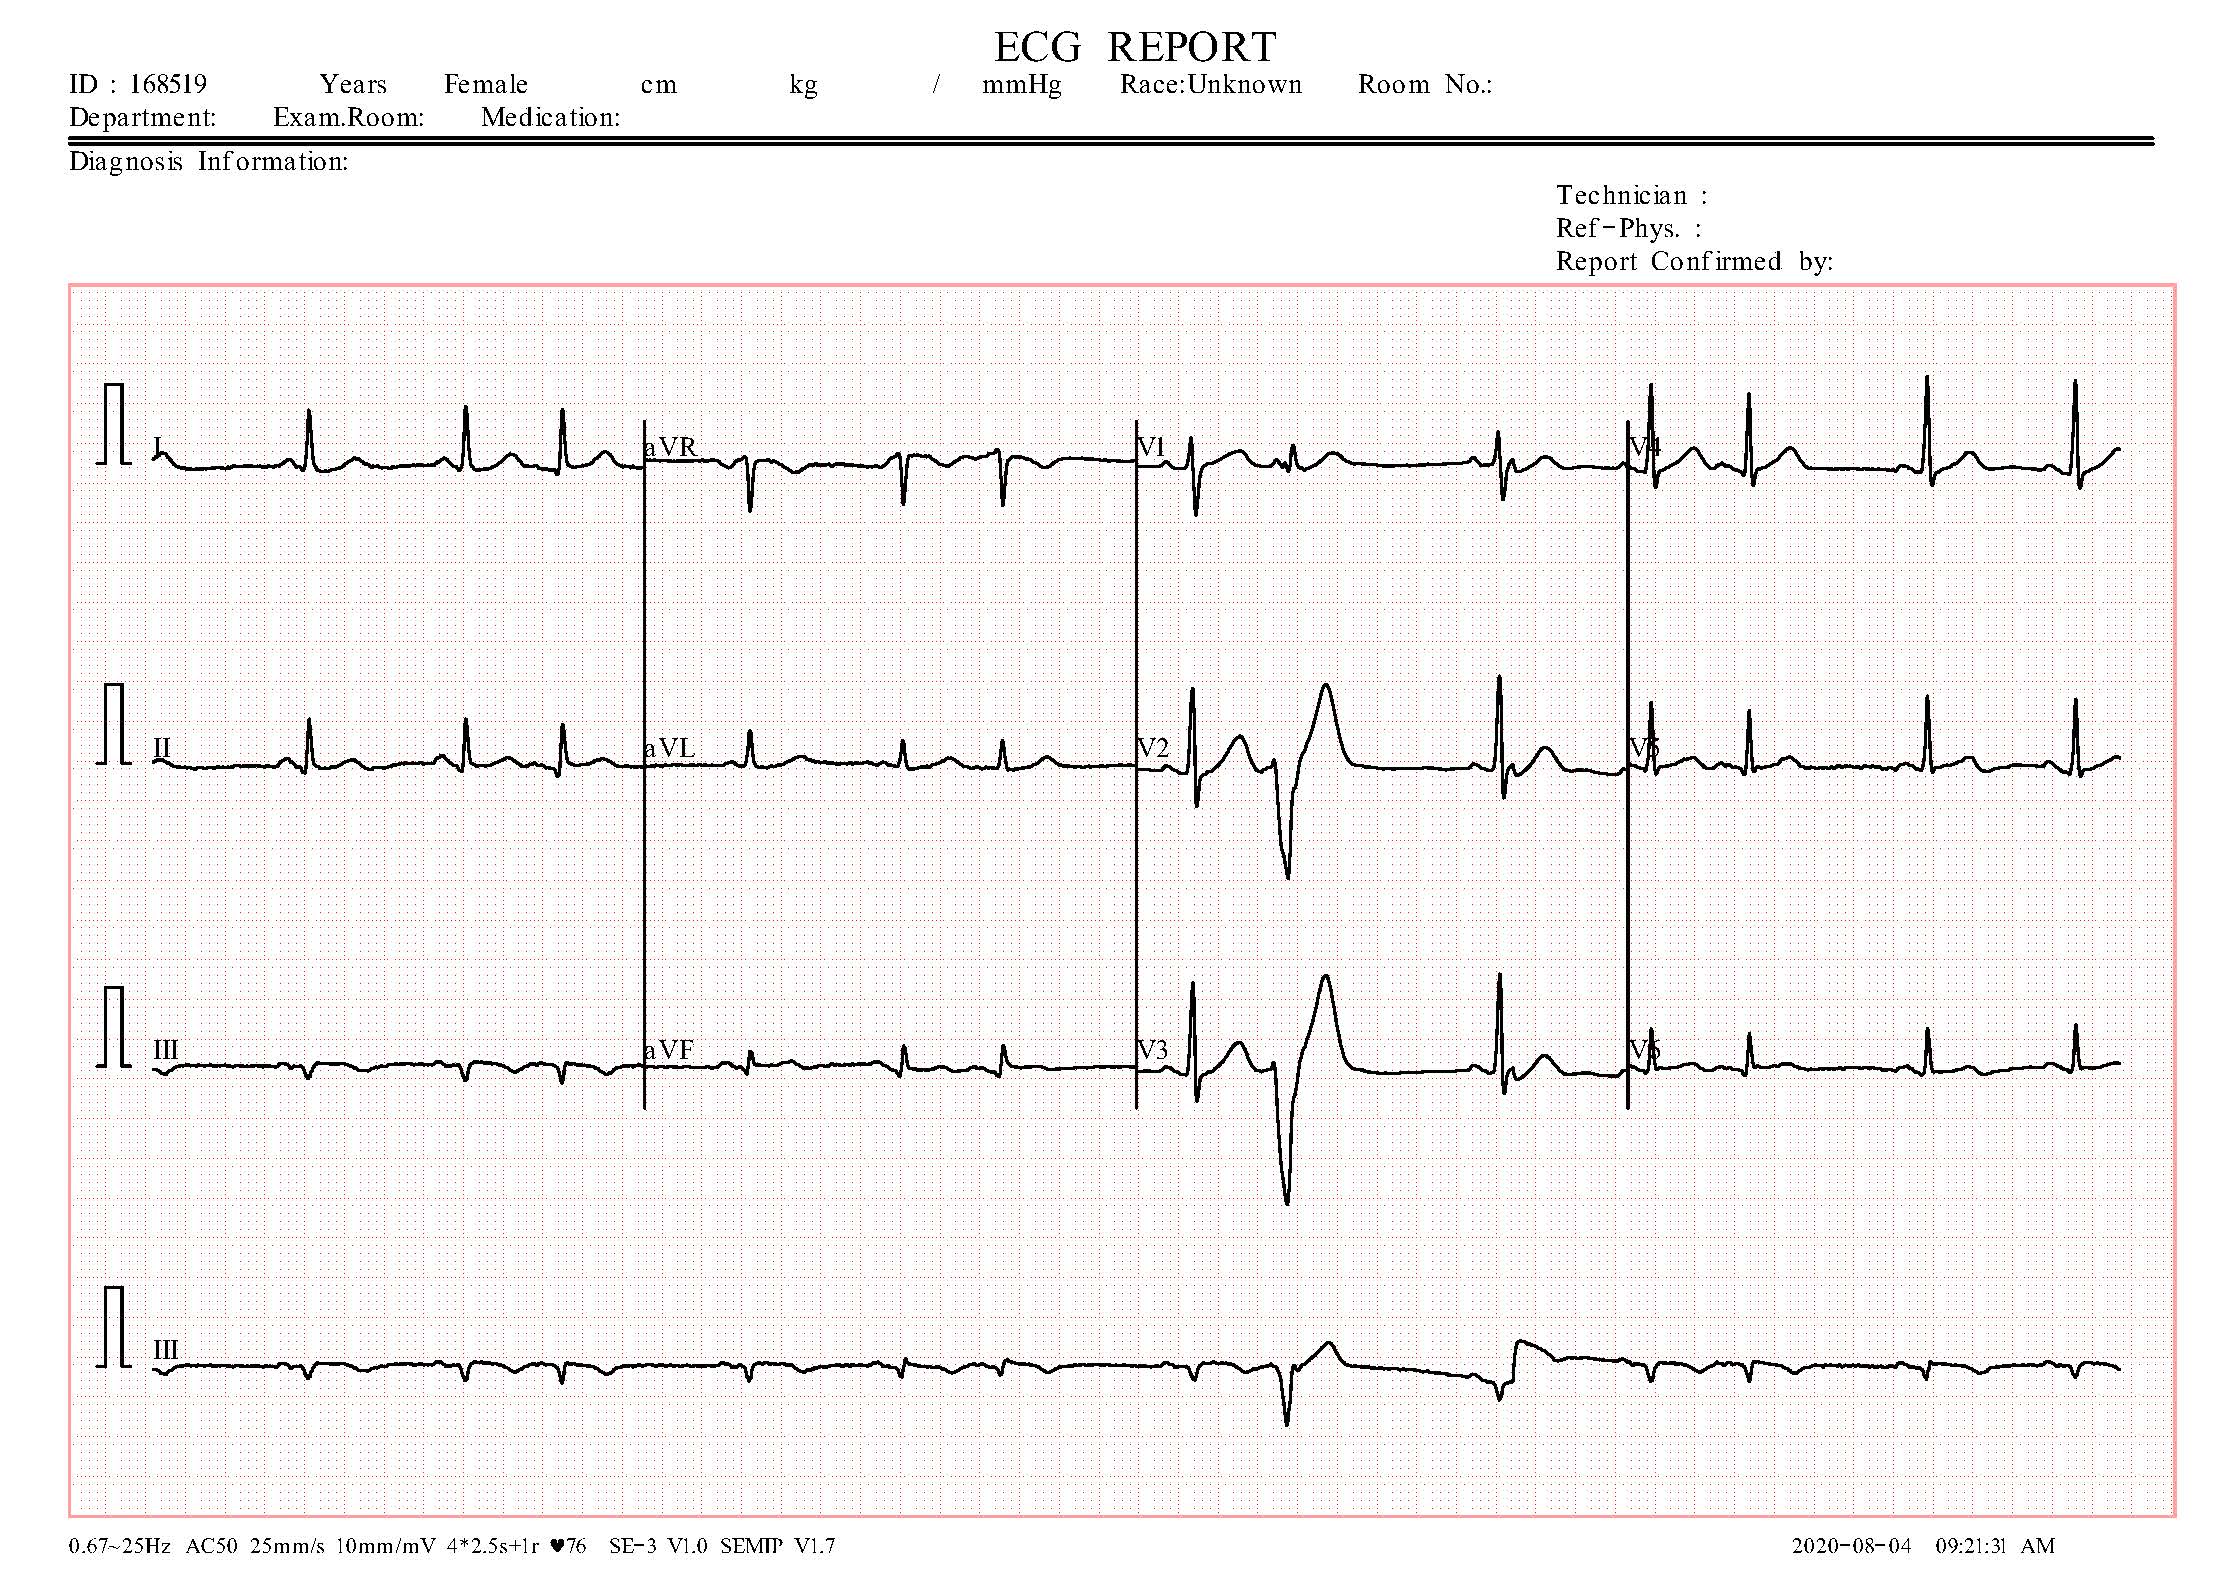 ECG REPORT
ID : 168519 Years Female cm kg / mmHg Race:Unknown Room No.:
Department: Exam.Room: Medication:
Diagnosis Information:
Technician :
Ref-Phys. :
Report Confirmed by:
I aVR V1 V4
II aVL V2 V5
III aVF V3 V6
III
0.67~25Hz AC50 25mm/s 10mm/mV 4*2.5s+1r ♥76 SE-3 V1.0 SEMIP V1.7 2020-08-04 09:21:31 AM